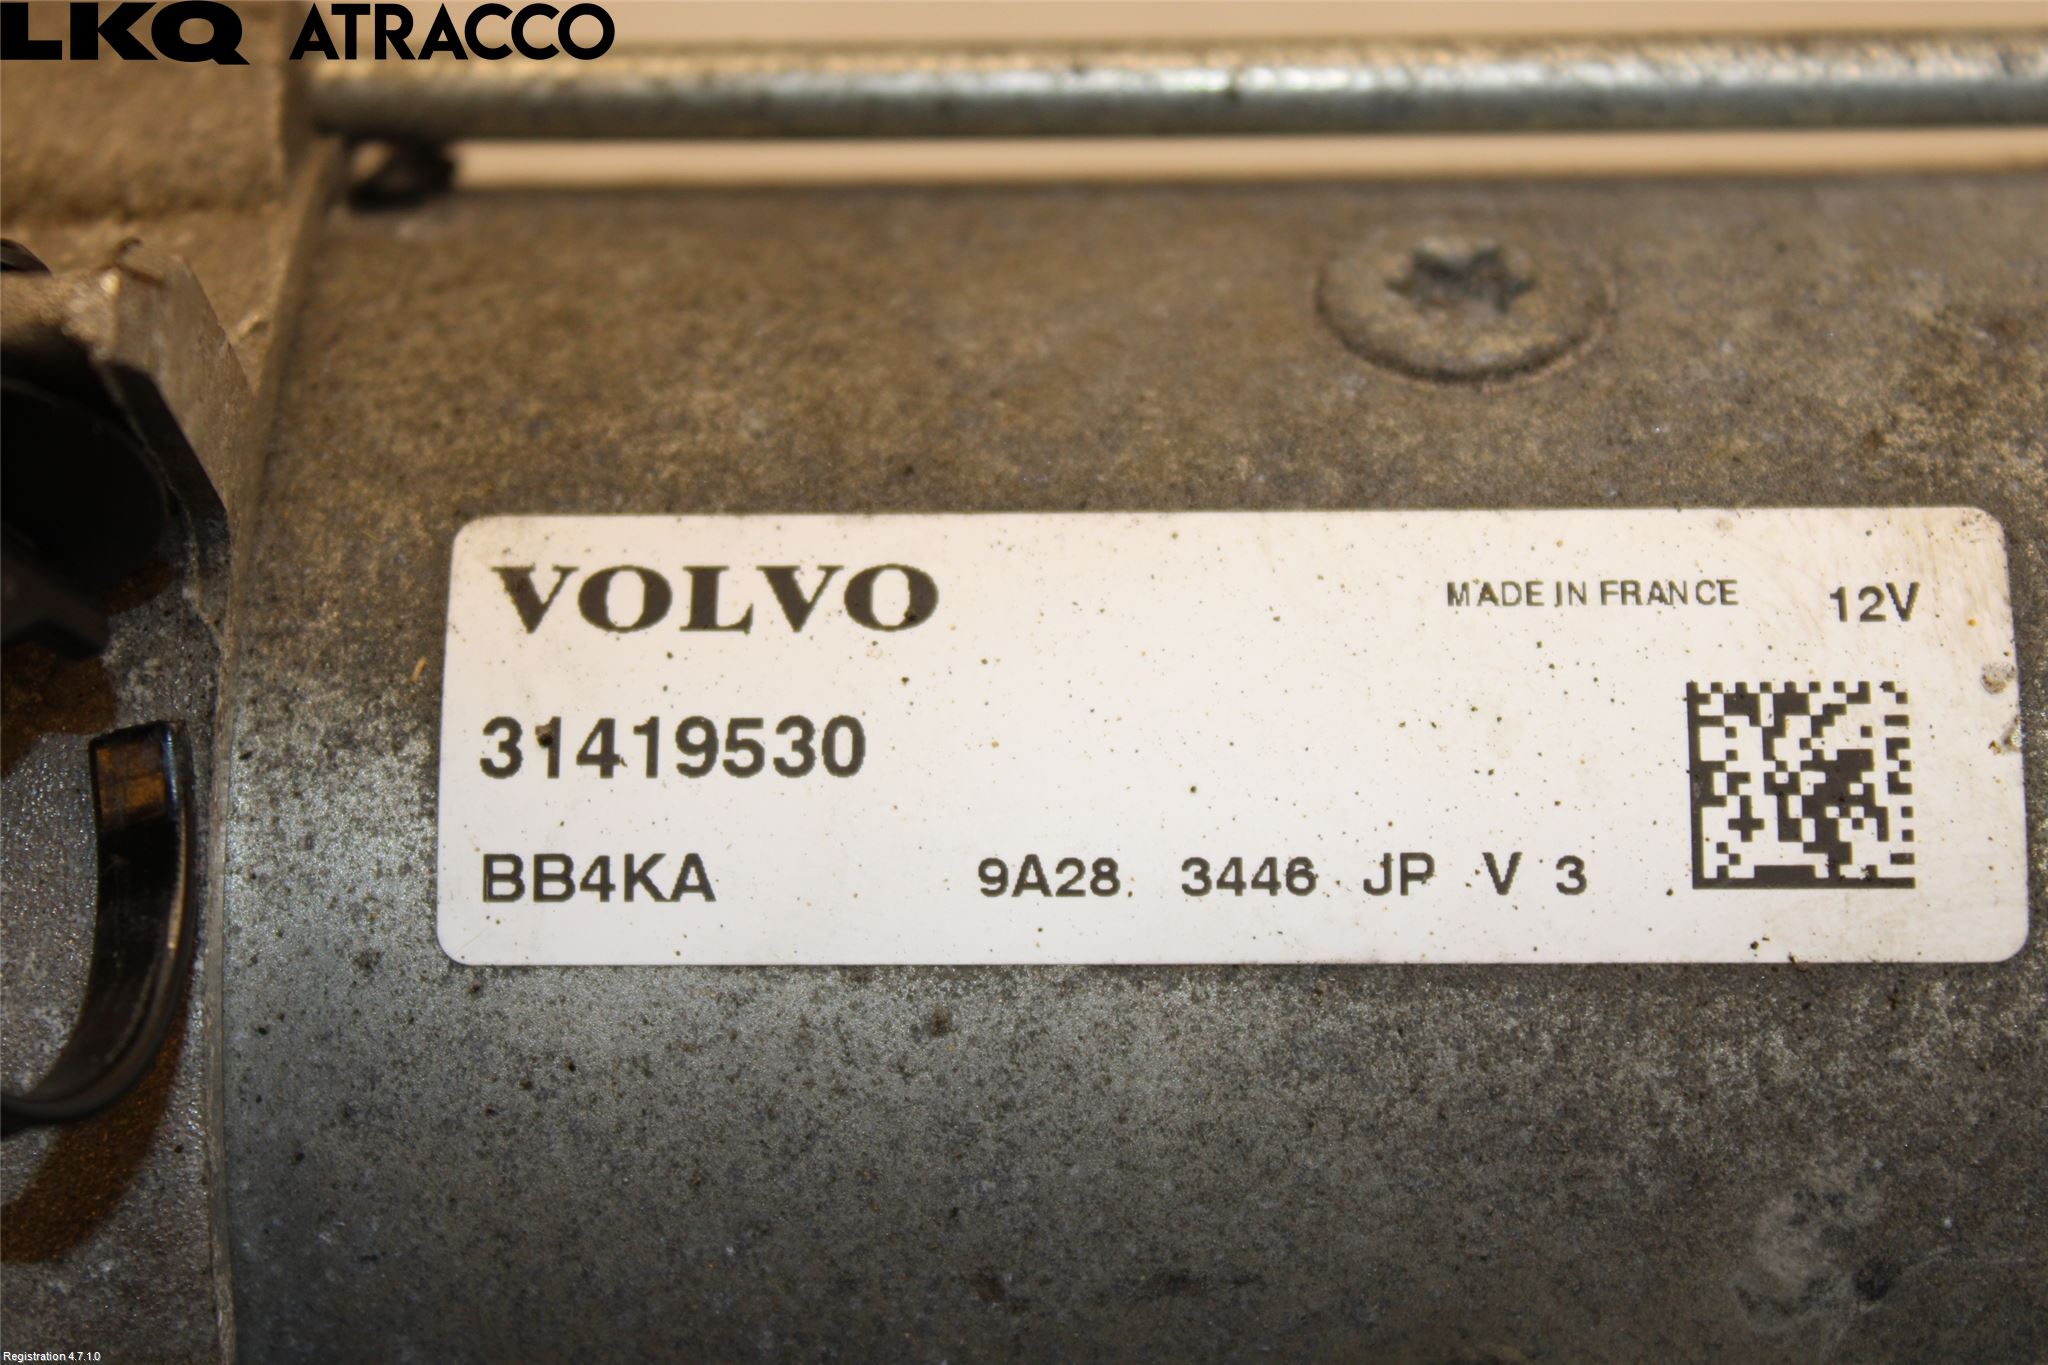 LKQ ATRACCO
VOLVO
MADE IN FRANCE 12V
31419530
BB4KA 9A28 3446 JP V 3
Registration 4.7.1.0